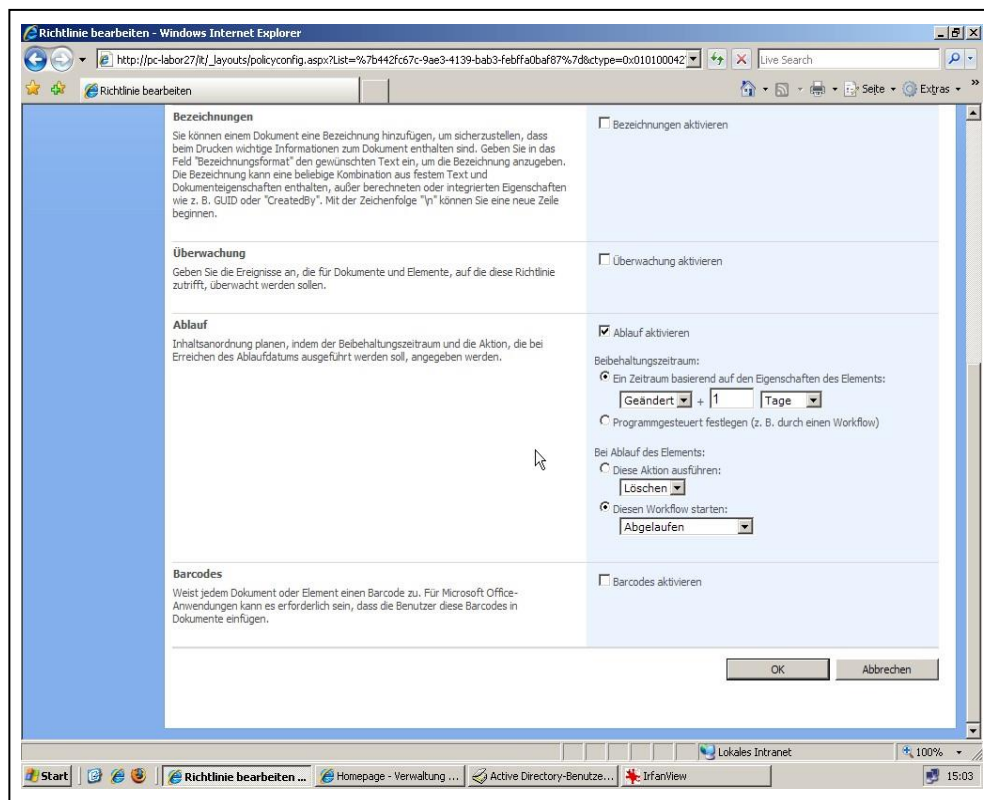 Richtlinie bearbeiten - Windows Internet Explorer
http://pc-labor27/it/_layouts/policyconfig.aspx?List=%7b442fc67c-9ae3-4139-bab3-febffa0baf87%7d&ctype=0x010100042
Live Search
Richtlinie bearbeiten
Seite
Extras
Bezeichnungen
Sie können einem Dokument eine Bezeichnung hinzufügen, um sicherzustellen, dass
beim Drucken wichtige Informationen zum Dokument enthalten sind. Geben Sie in das
Feld "Bezeichnungsformat" den gewünschten Text ein, um die Bezeichnung anzugeben.
Die Bezeichnung kann eine beliebige Kombination aus festem Text und
Dokumenteigenschaften enthalten, außer berechneten oder integrierten Eigenschaften
wie z. B. GUID oder "CreatedBy". Mit der Zeichenfolge "\n" können Sie eine neue Zeile
beginnen.
Bezeichnungen aktivieren
Überwachung
Geben Sie die Ereignisse an, die für Dokumente und Elemente, auf die diese Richtlinie
zutrifft, überwacht werden sollen.
Überwachung aktivieren
Ablauf
Inhaltsanordnung planen, indem der Beibehaltungszeitraum und die Aktion, die bei
Erreichen des Ablaufdatums ausgeführt werden soll, angegeben werden.
Ablauf aktivieren
Beibehaltungszeitraum:
Ein Zeitraum basierend auf den Eigenschaften des Elements:
Geändert + 1 Tage
Programmgesteuert festlegen (z. B. durch einen Workflow)
Bei Ablauf des Elements:
Diese Aktion ausführen:
Löschen
Diesen Workflow starten:
Abgelaufen
Barcodes
Weist jedem Dokument oder Element einen Barcode zu. Für Microsoft Office-
Anwendungen kann es erforderlich sein, dass die Benutzer diese Barcodes in
Dokumente einfügen.
Barcodes aktivieren
OK
Abbrechen
Lokales Intranet
100%
Start
Richtlinie bearbeiten ...
Homepage - Verwaltung ...
Active Directory-Benutze...
IrfanView
15:03